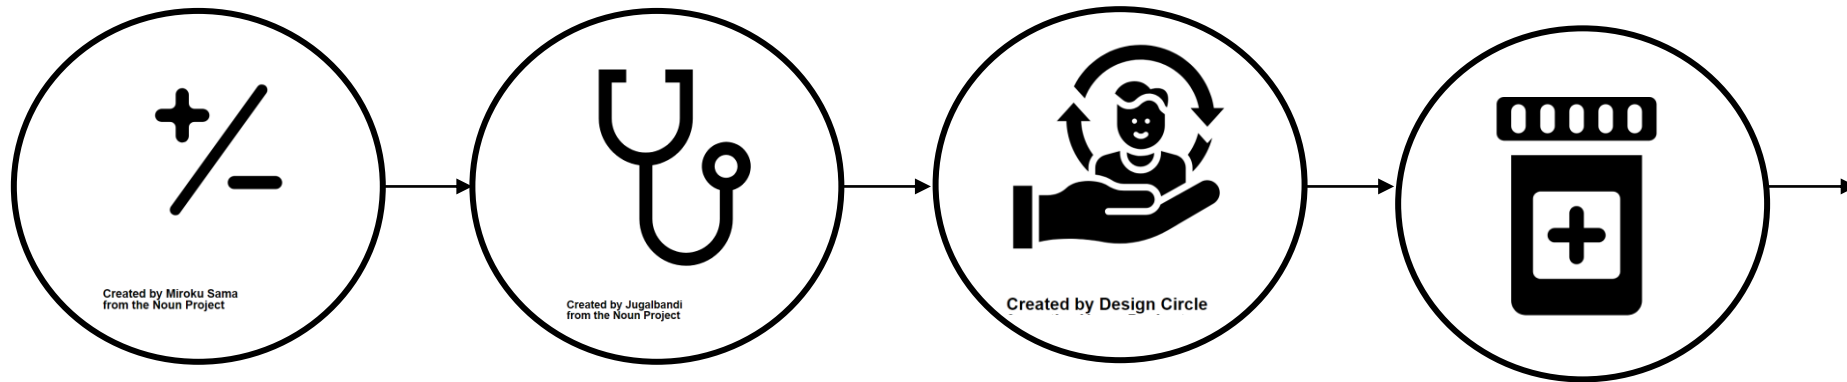 Created by Miroku Sama
from the Noun Project
Created by Jugalbandi
from the Noun Project
Created by Design Circle